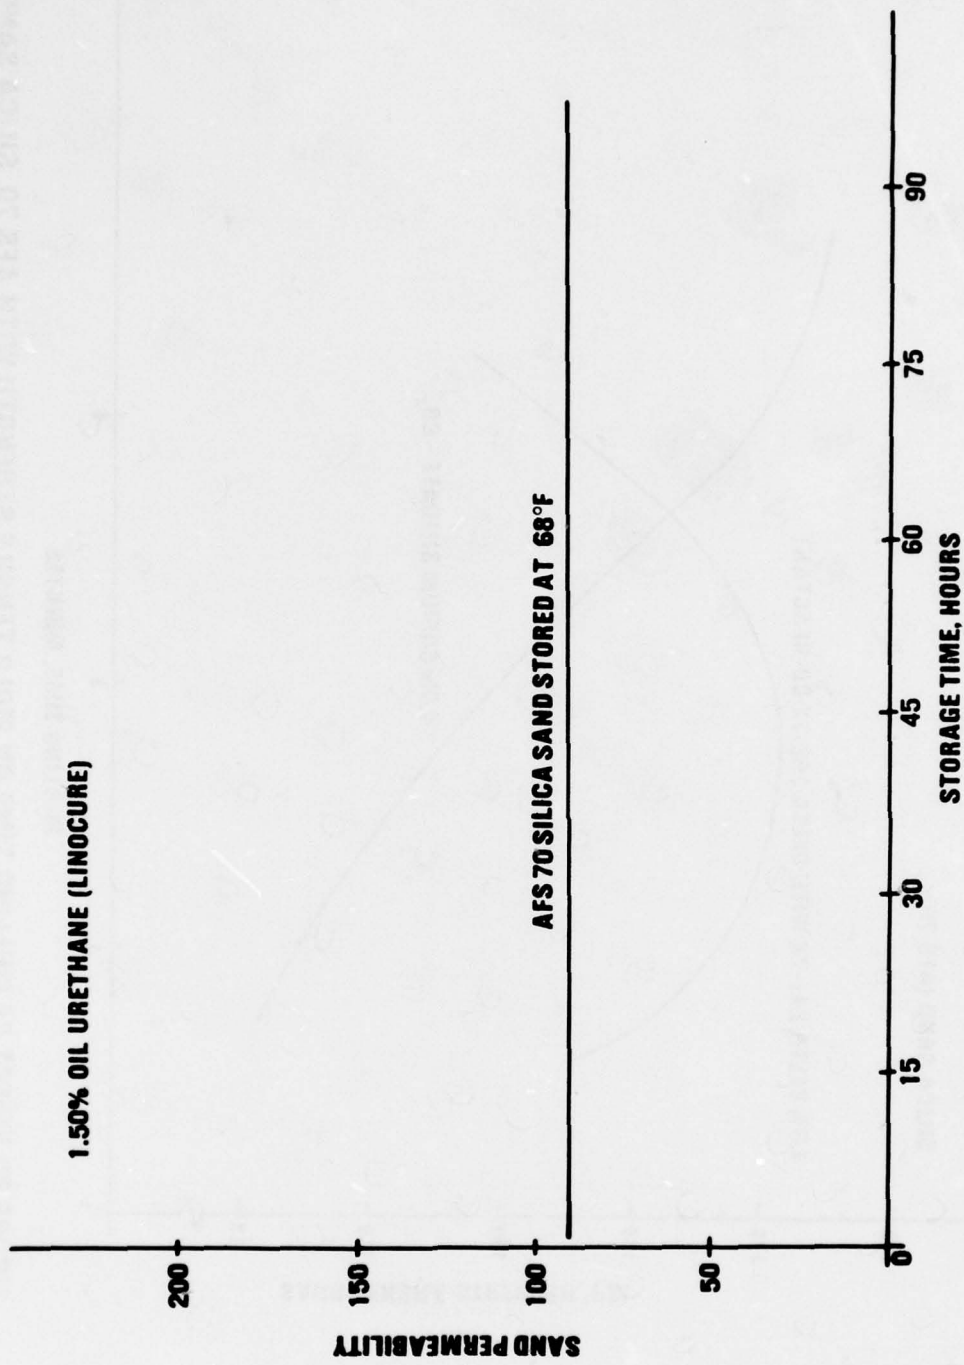 1.50% OIL URETHANE (LINOCURE)
SAND PERMEABILITY
200
150
100
50
0
AFS 70 SILICA SAND STORED AT 68°F
15
30
45
60
75
90
STORAGE TIME, HOURS